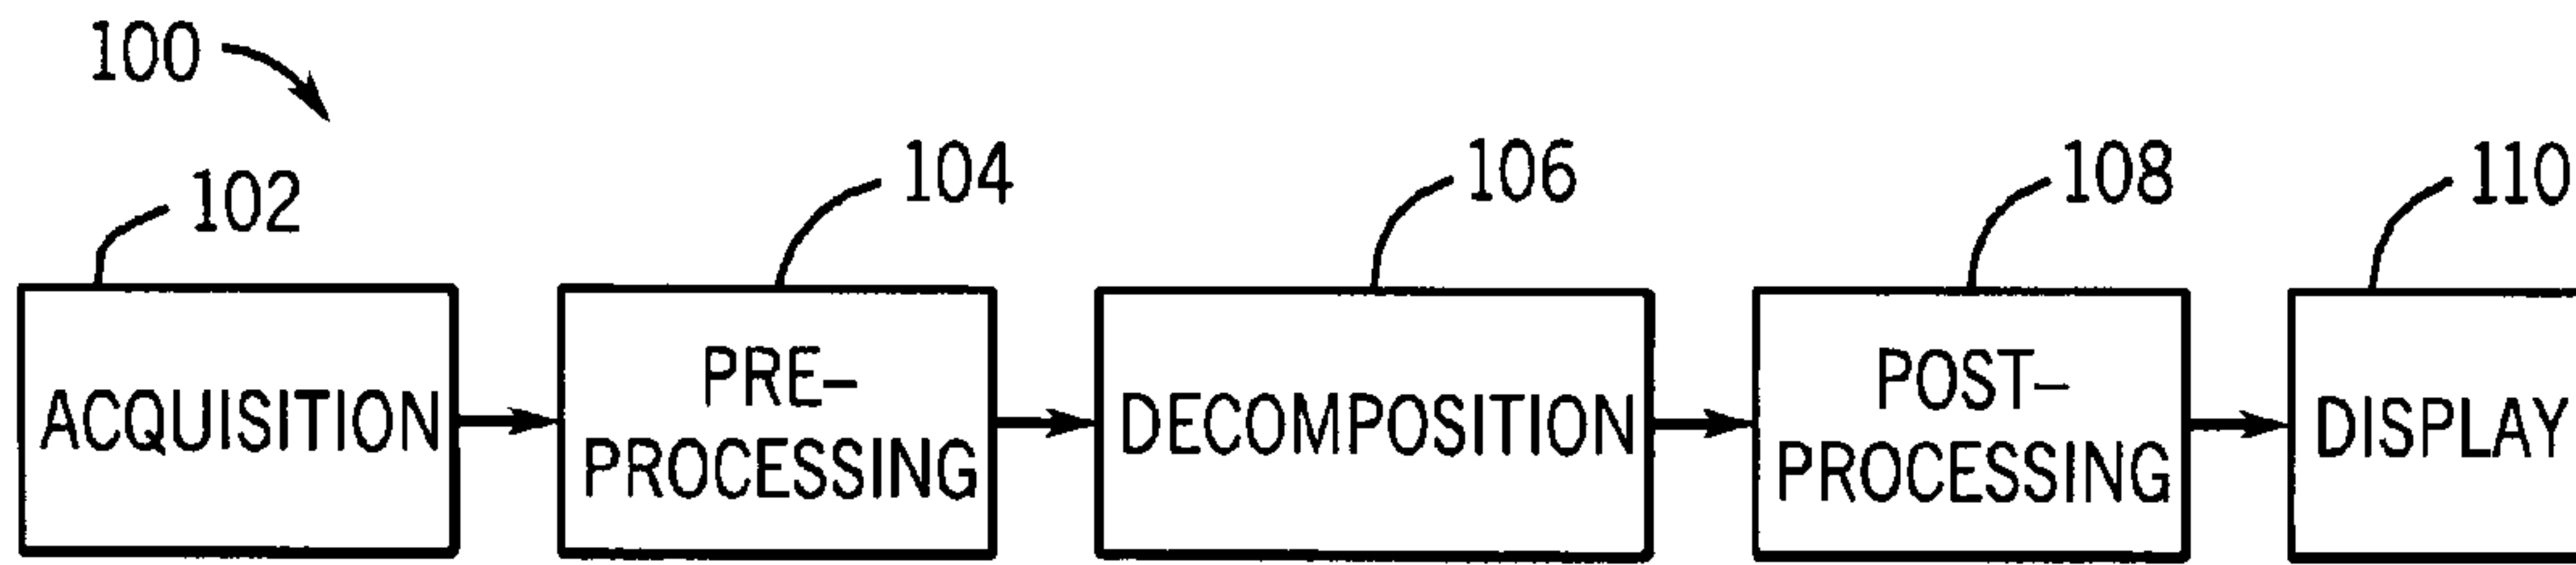 100
102
104
106
108
110
ACQUISITION
PRE-
PROCESSING
DECOMPOSITION
POST-
PROCESSING
DISPLAY